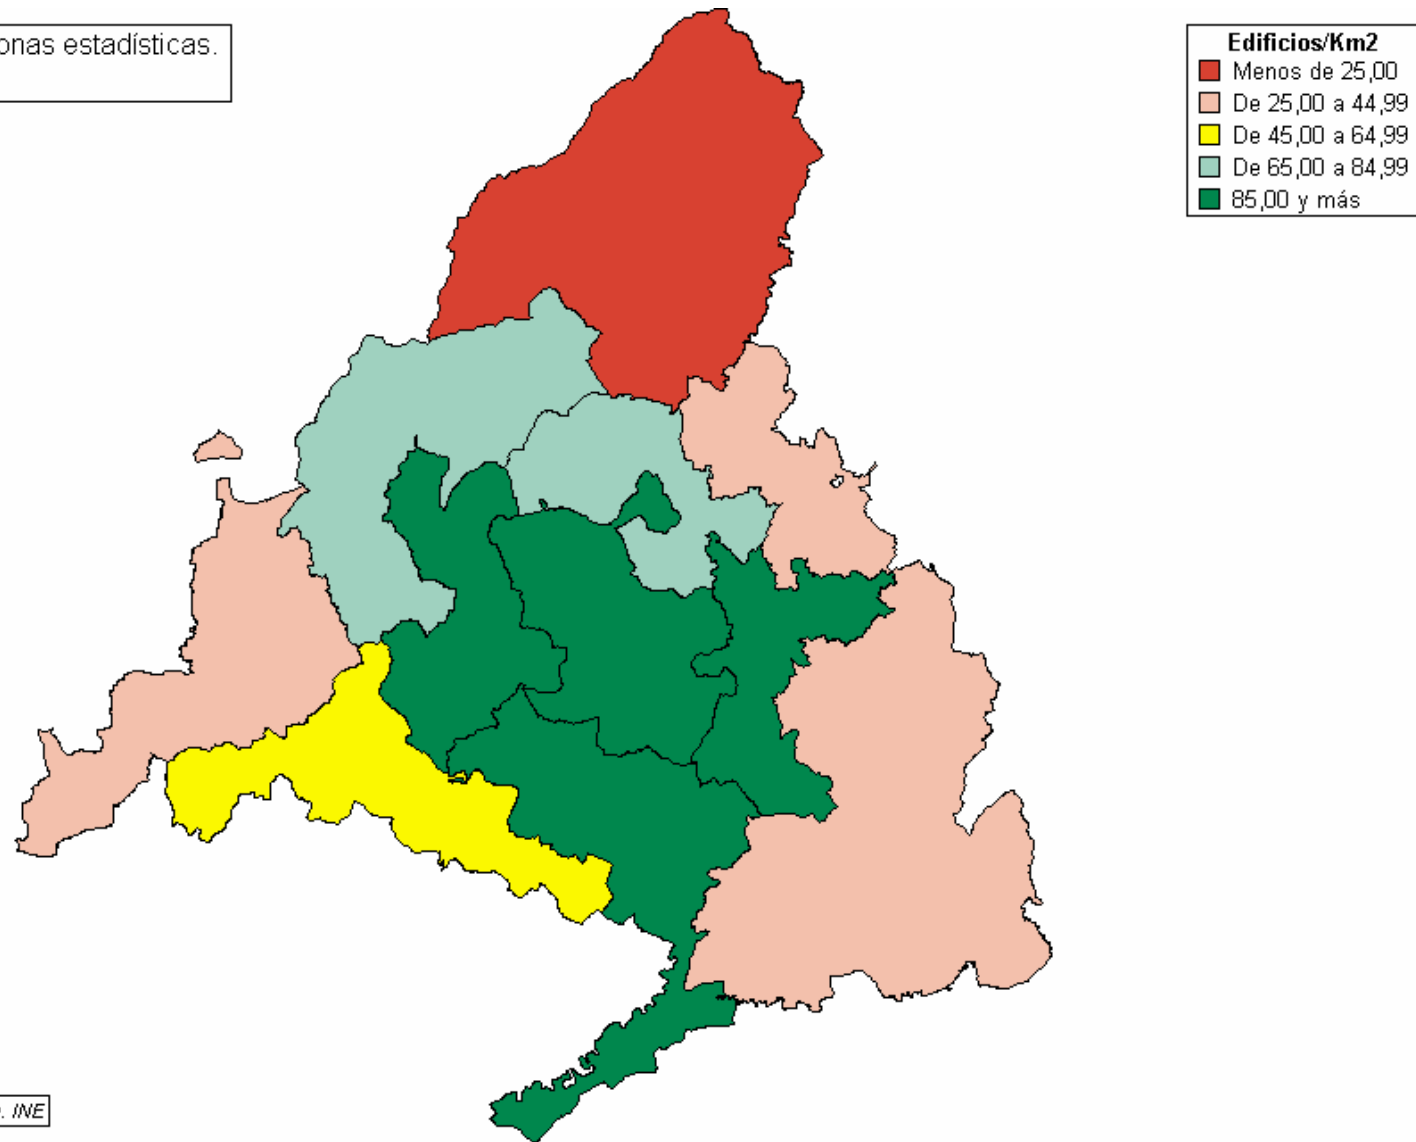 onas estadísticas.
Edificios/Km2
Menos de 25,00
De 25,00 a 44,99
De 45,00 a 64,99
De 65,00 a 84,99
85,00 y más
. INE